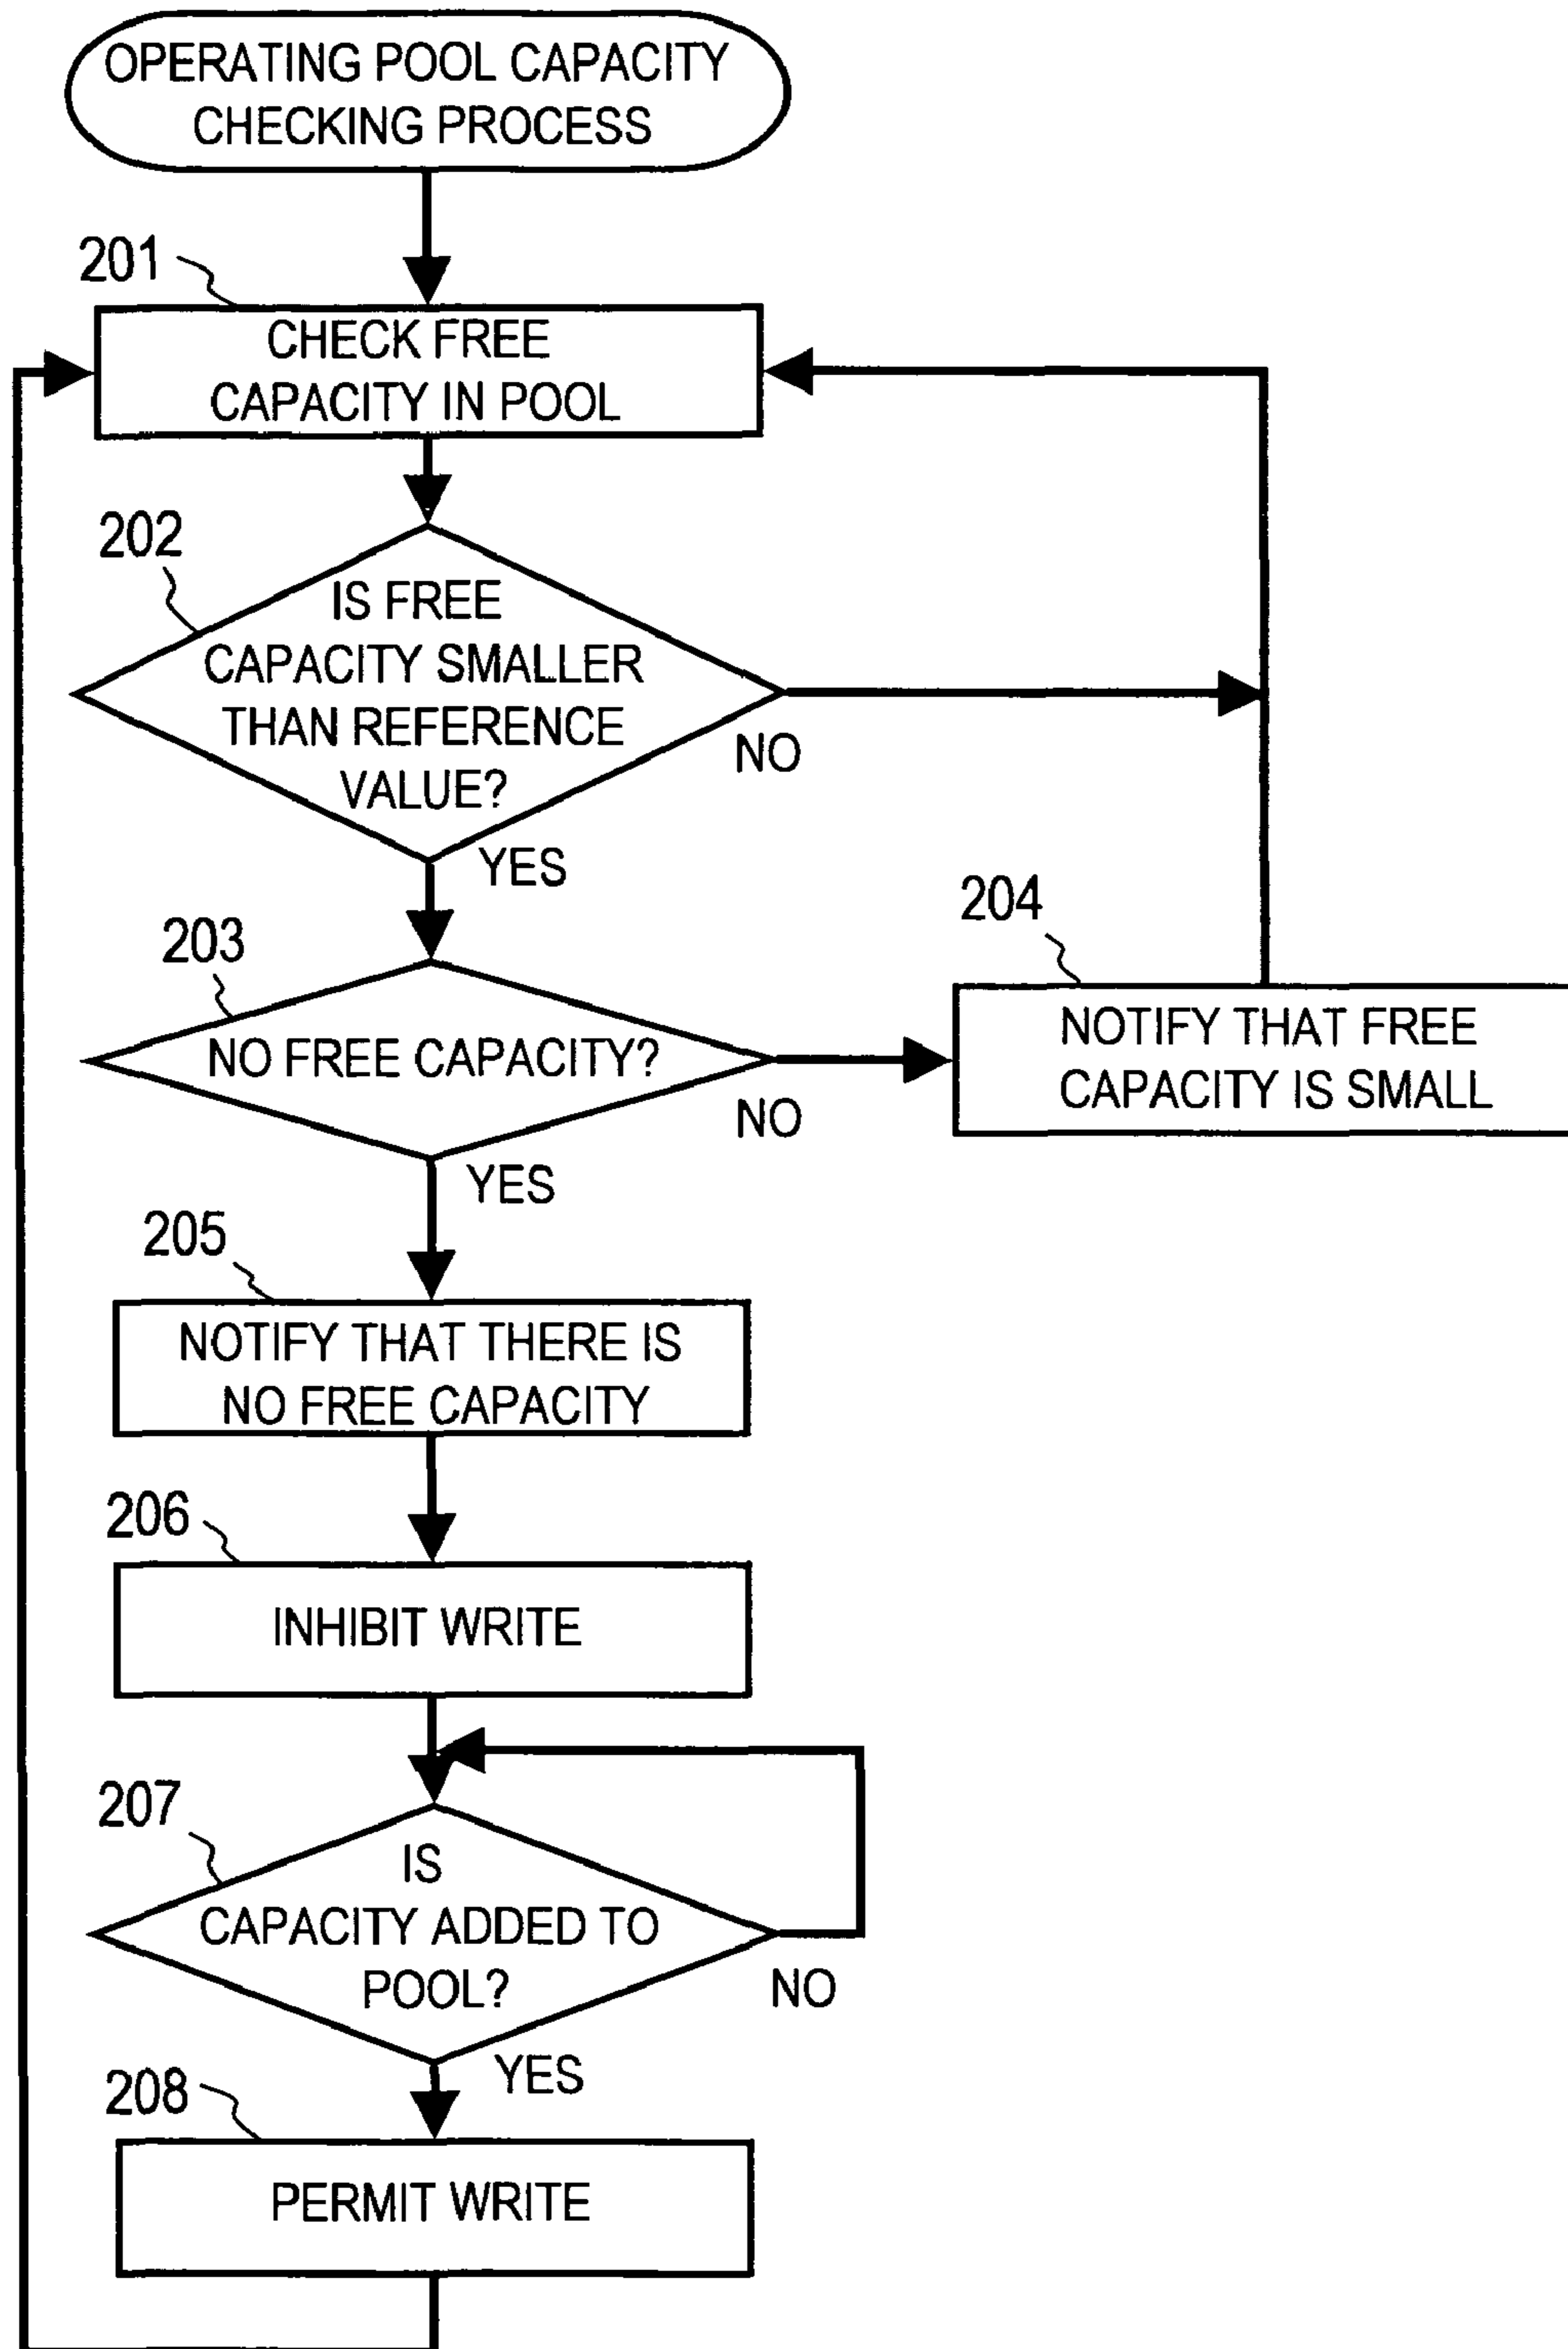 OPERATING POOL CAPACITY
CHECKING PROCESS
201
CHECK FREE
CAPACITY IN POOL
202
IS FREE
CAPACITY SMALLER
THAN REFERENCE
VALUE?
NO
YES
203
NO FREE CAPACITY?
NO
YES
204
NOTIFY THAT FREE
CAPACITY IS SMALL
205
NOTIFY THAT THERE IS
NO FREE CAPACITY
206
INHIBIT WRITE
207
IS
CAPACITY ADDED TO
POOL?
NO
YES
208
PERMIT WRITE